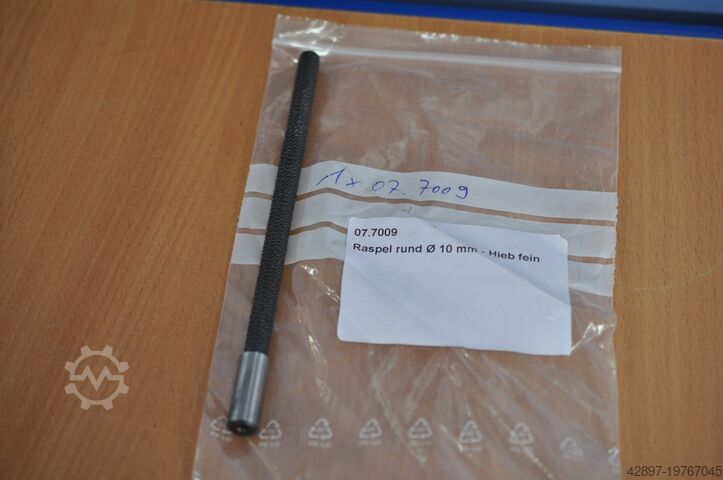 1x 07.7009
07.7009
Raspel rund Ø 10 mm - Hieb fein
42897-19767045